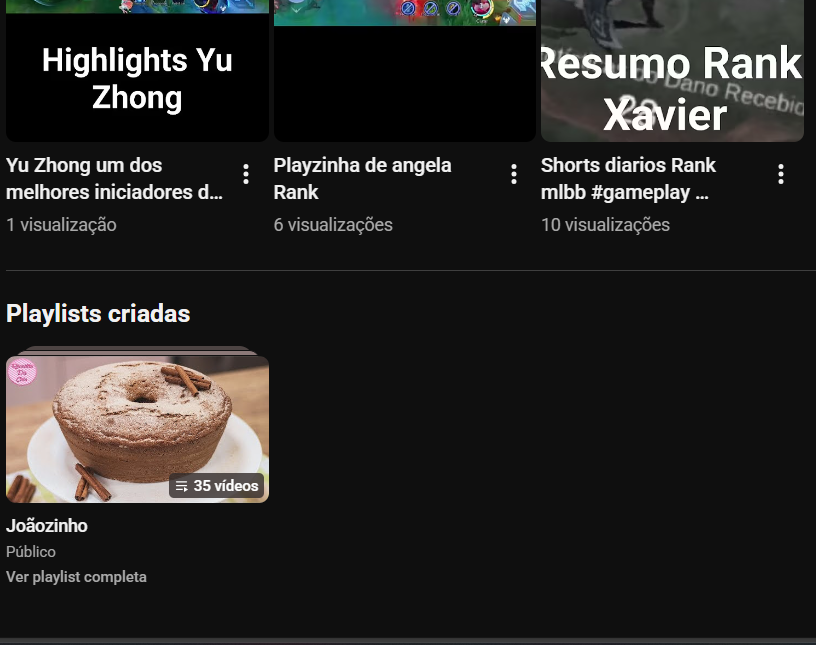 Highlights Yu
Zhong
Resumo Rank
Xavier
Dano Recebid
Yu Zhong um dos
melhores iniciadores d...
1 visualização
Playzinha de angela
Rank
6 visualizações
Shorts diarios Rank
mlbb #gameplay ...
10 visualizações
Playlists criadas
35 vídeos
Joãozinho
Público
Ver playlist completa